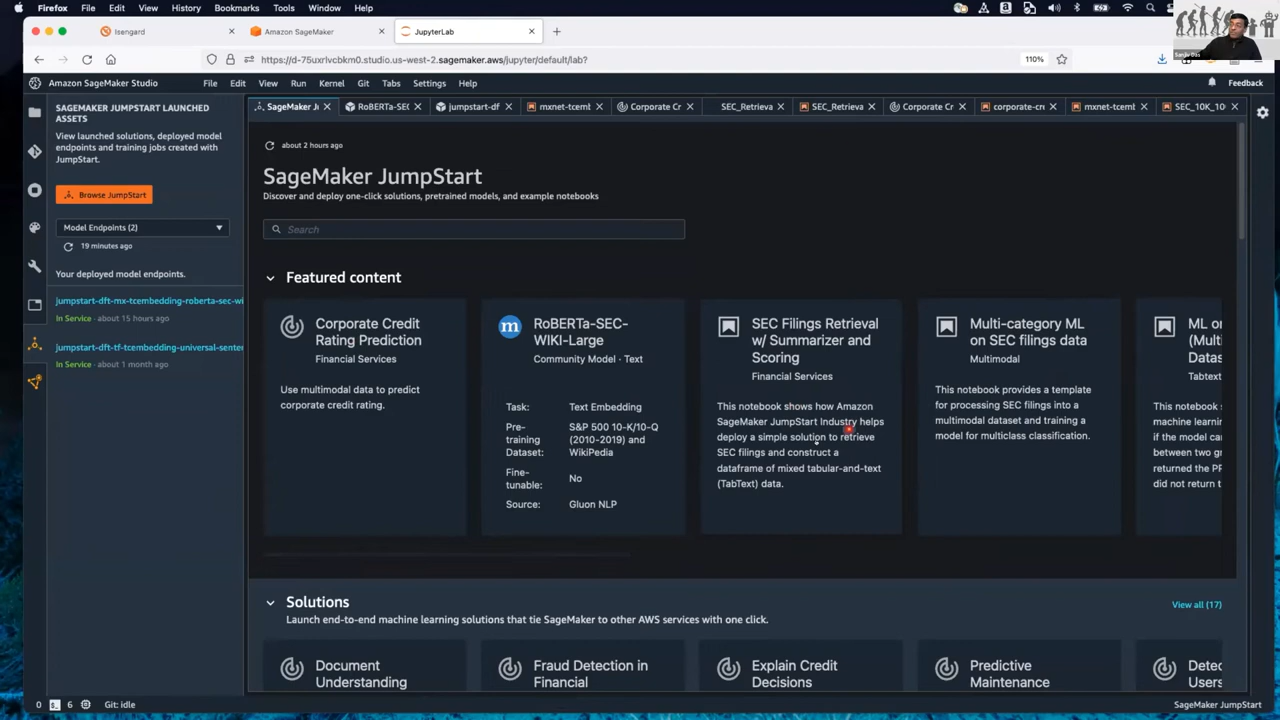 Firefox File Edit View History Bookmarks Tools Window Help
Isengard
Amazon SageMaker
JupyterLab
https://d-75uxrlvcbkm0.studio.us-west-2.sagemaker.aws/jupyter/default/lab?
110%
Sanjiv Das
Amazon SageMaker Studio
File Edit View Run Kernel Git Tabs Settings Help
Feedback
SAGEMAKER JUMPSTART LAUNCHED
ASSETS
View launched solutions, deployed model
endpoints and training jobs created with
JumpStart.
Browse JumpStart
Model Endpoints (2)
19 minutes ago
Your deployed model endpoints.
jumpstart-dft-mx-tcembedding-roberta-sec-wi
In Service · about 15 hours ago
jumpstart-dft-tf-tcembedding-universal-senter
In Service · about 1 month ago
SageMaker Ju
RoBERTa-SEC
jumpstart-df
mxnet-tcemb
Corporate Cr
SEC_Retrieva
SEC_Retrieva
Corporate Cr
corporate-cre
mxnet-tcemb
SEC_10K_10
about 2 hours ago
SageMaker JumpStart
Discover and deploy one-click solutions, pretrained models, and example notebooks
Search
Featured content
Corporate Credit
Rating Prediction
Financial Services
Use multimodal data to predict
corporate credit rating.
RoBERTa-SEC-
WIKI-Large
Community Model · Text
Task: Text Embedding
Pre-training Dataset: S&P 500 10-K/10-Q
(2010-2019) and
WikiPedia
Fine-tunable: No
Source: Gluon NLP
SEC Filings Retrieval
w/ Summarizer and
Scoring
Financial Services
This notebook shows how Amazon
SageMaker JumpStart Industry helps
deploy a simple solution to retrieve
SEC filings and construct a
dataframe of mixed tabular-and-text
(TabText) data.
Multi-category ML
on SEC filings data
Multimodal
This notebook provides a template
for processing SEC filings into a
multimodal dataset and training a
model for multiclass classification.
ML or
(Multi
Datas
Tabtext
This notebook s
machine learnin
if the model car
between two gr
returned the PP
did not return t
Solutions
Launch end-to-end machine learning solutions that tie SageMaker to other AWS services with one click.
View all (17)
Document
Understanding
Fraud Detection in
Financial
Explain Credit
Decisions
Predictive
Maintenance
Detec
Users
0
6
Git: idle
SageMaker JumpStart